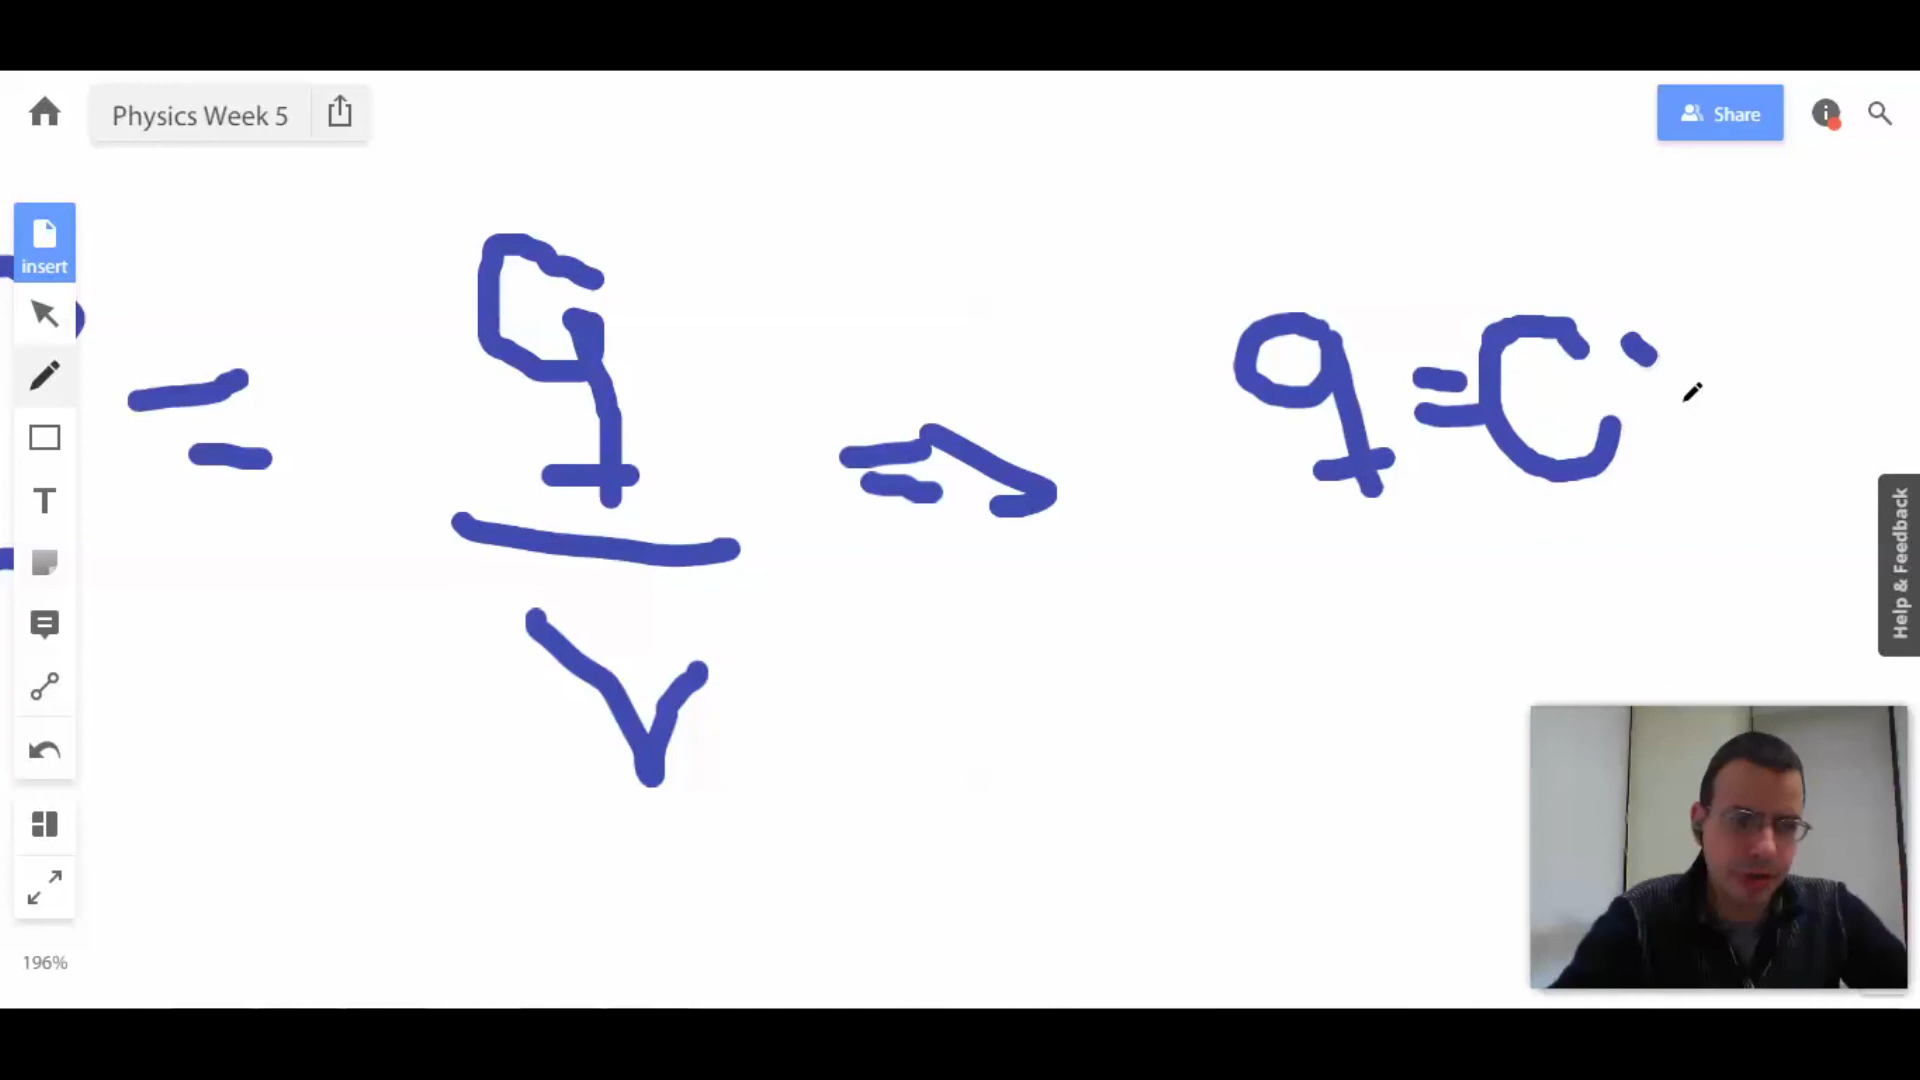 Physics Week 5
Share
insert
= q / V ⇒ q = C
T
Help & Feedback
196%